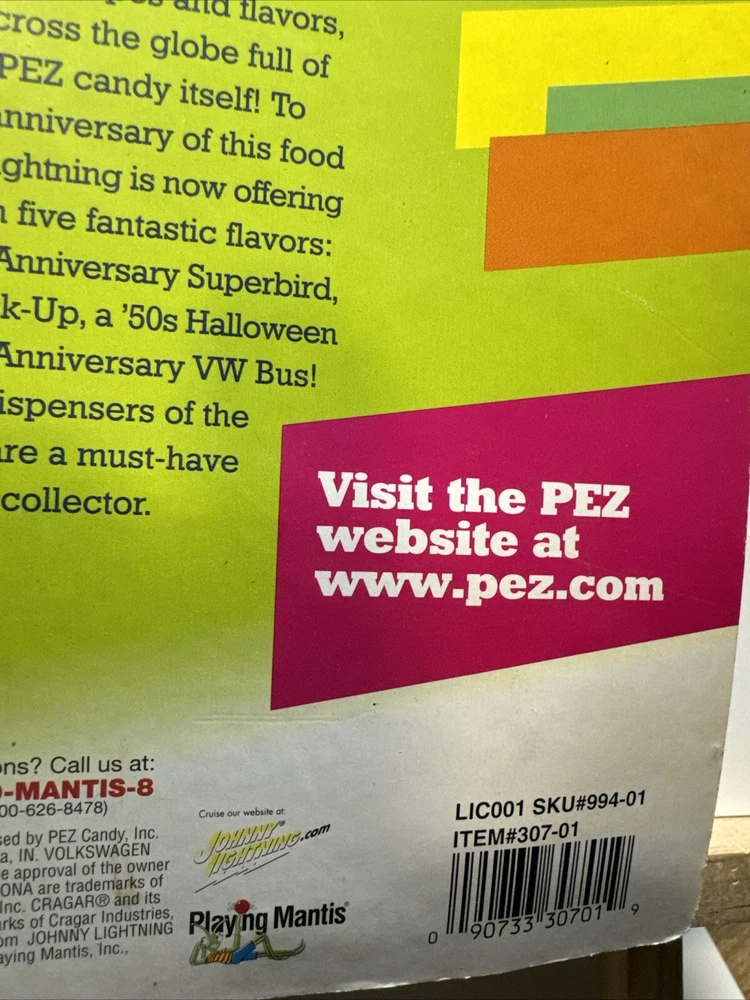 and flavors,
cross the globe full of
PEZ candy itself! To
anniversary of this food
ghtning is now offering
five fantastic flavors:
Anniversary Superbird,
k-Up, a '50s Halloween
Anniversary VW Bus!
ispensers of the
re a must-have
collector.
Visit the PEZ
website at
www.pez.com
ons? Call us at:
-MANTIS-8
00-626-8478)
sed by PEZ Candy, Inc.
a, IN. VOLKSWAGEN
e approval of the owner
ONA are trademarks of
Inc. CRAGAR® and its
rks of Cragar Industries,
om JOHNNY LIGHTNING
aying Mantis, Inc.,
Cruise our website at:
JOHNNY®
LIGHTNING.com
Playing Mantis®
LIC001 SKU#994-01
ITEM#307-01
0 90733 30701 9